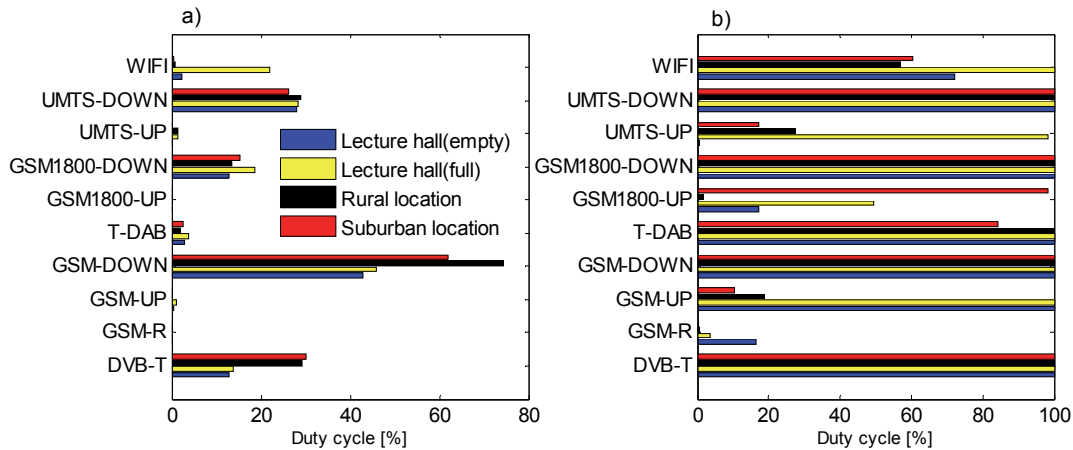 a)
WIFI
UMTS-DOWN
UMTS-UP
GSM1800-DOWN
GSM1800-UP
T-DAB
GSM-DOWN
GSM-UP
GSM-R
DVB-T
Lecture hall(empty)
Lecture hall(full)
Rural location
Suburban location
0 20 40 60 80
Duty cycle [%]
b)
WIFI
UMTS-DOWN
UMTS-UP
GSM1800-DOWN
GSM1800-UP
T-DAB
GSM-DOWN
GSM-UP
GSM-R
DVB-T
0 20 40 60 80 100
Duty cycle [%]